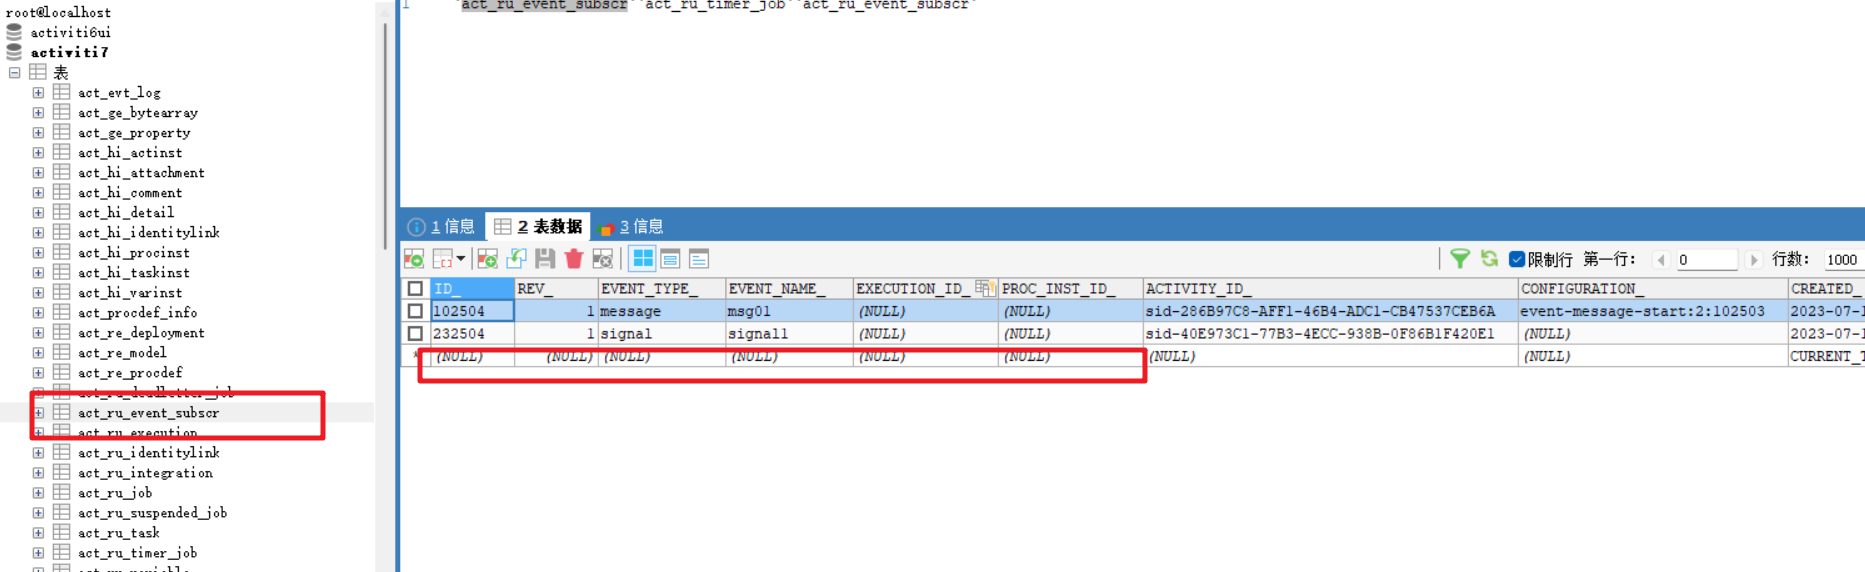 root@localhost
activiti6ui
activiti7
表
act_evt_log
act_ge_bytearray
act_ge_property
act_hi_actinst
act_hi_attachment
act_hi_comment
act_hi_detail
act_hi_identitylink
act_hi_procinst
act_hi_taskinst
act_hi_varinst
act_procdef_info
act_re_deployment
act_re_model
act_re_procdef
act_ru_deadletter_job
act_ru_event_subscr
act_ru_execution
act_ru_identitylink
act_ru_integration
act_ru_job
act_ru_suspended_job
act_ru_task
act_ru_timer_job
1 `act_ru_event_subscr``act_ru_timer_job``act_ru_event_subscr`
1 信息 2 表数据 3 信息
限制行 第一行: 0 行数: 1000
ID_ REV_ EVENT_TYPE_ EVENT_NAME_ EXECUTION_ID_ PROC_INST_ID_ ACTIVITY_ID_ CONFIGURATION_ CREATED_
102504 1 message msg01 (NULL) (NULL) sid-286B97C8-AFF1-46B4-ADC1-CB47537CEB6A event-message-start:2:102503 2023-07-1
232504 1 signal signal1 (NULL) (NULL) sid-40E973C1-77B3-4ECC-938B-0F86B1F420E1 (NULL) 2023-07-1
* (NULL) (NULL) (NULL) (NULL) (NULL) (NULL) (NULL) (NULL) CURRENT_T